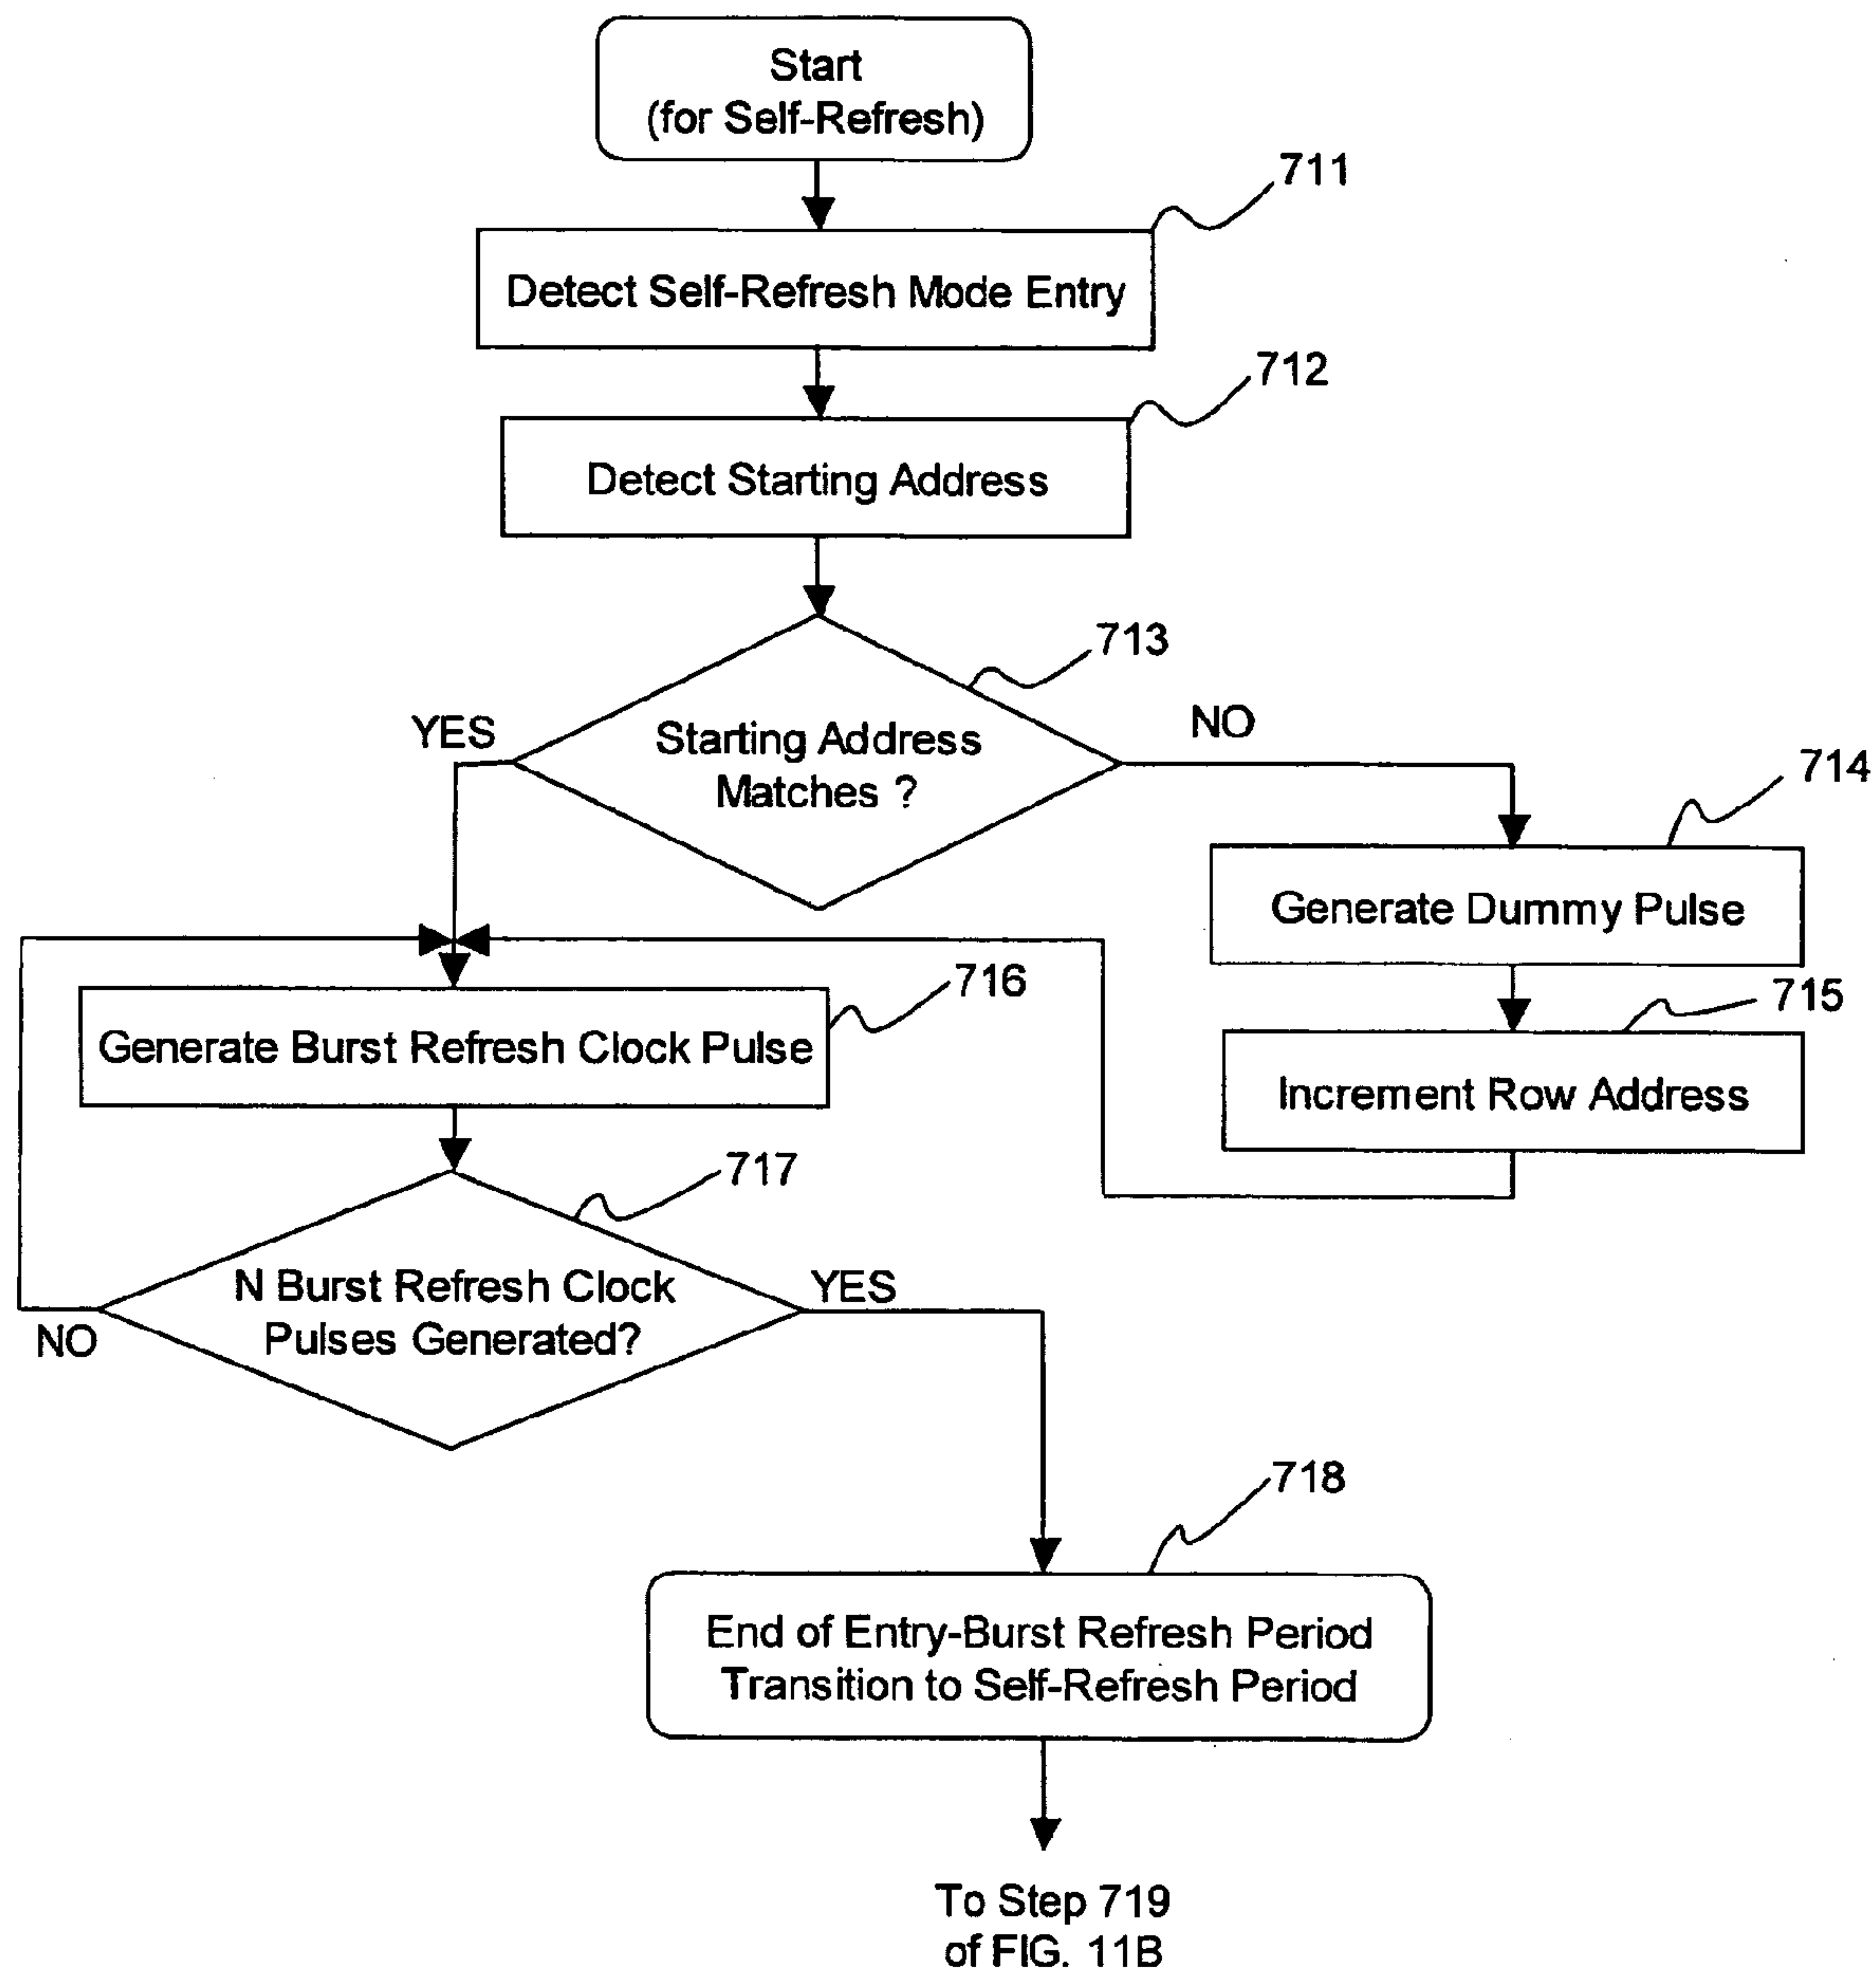 Start
(for Self-Refresh)
711
Detect Self-Refresh Mode Entry
712
Detect Starting Address
713
YES
Starting Address
Matches ?
NO
714
Generate Dummy Pulse
715
Increment Row Address
716
Generate Burst Refresh Clock Pulse
717
N Burst Refresh Clock
Pulses Generated?
YES
NO
718
End of Entry-Burst Refresh Period
Transition to Self-Refresh Period
To Step 719
of FIG. 11B